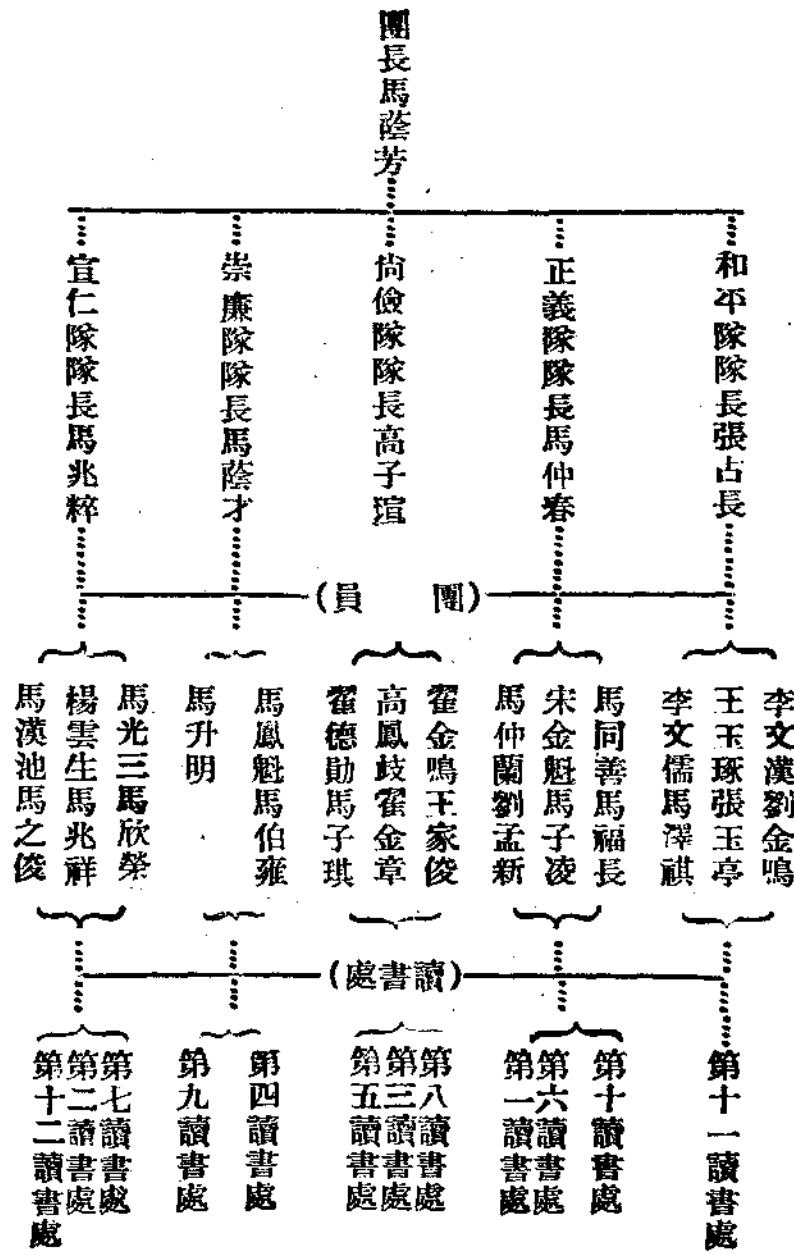 團長馬蔭芳
和平隊隊長張占長
正義隊隊長馬仲春
尚儉隊隊長高子瑄
崇廉隊隊長馬蔭才
宣仁隊隊長馬兆粹
(員 團)
李文漢劉金鳴
王玉琢張玉亭
李文儒馬澤祺
馬同善馬福長
宋金魁馬子凌
馬仲蘭劉孟新
霍金鳴王家俊
高鳳歧霍金章
霍德勛馬子琪
馬鳳魁馬伯雍
馬升明
馬光三馬欣榮
楊雲生馬兆祥
馬漢池馬之俊
(處書讀)
第十一讀書處
第十讀書處
第六讀書處
第一讀書處
第八讀書處
第三讀書處
第五讀書處
第四讀書處
第九讀書處
第七讀書處
第二讀書處
第十二讀書處